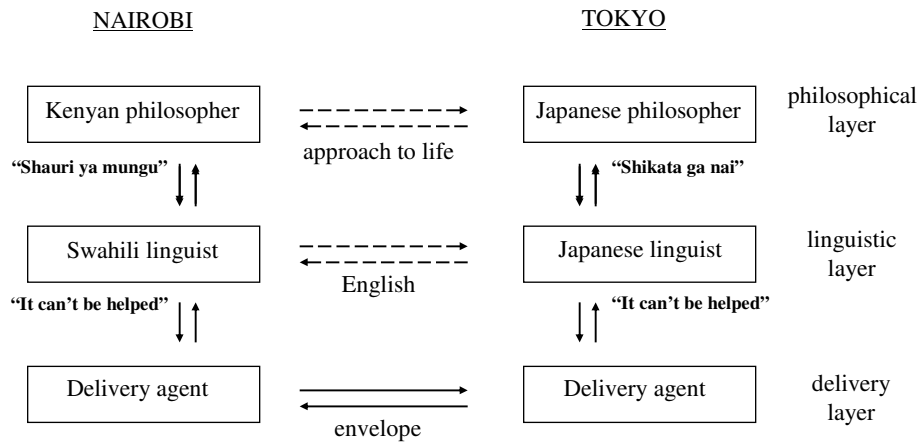 NAIROBI
TOKYO
Kenyan philosopher
Japanese philosopher
philosophical
layer
approach to life
“Shauri ya mungu”
“Shikata ga nai”
Swahili linguist
Japanese linguist
linguistic
layer
English
“It can’t be helped”
“It can’t be helped”
Delivery agent
Delivery agent
delivery
layer
envelope